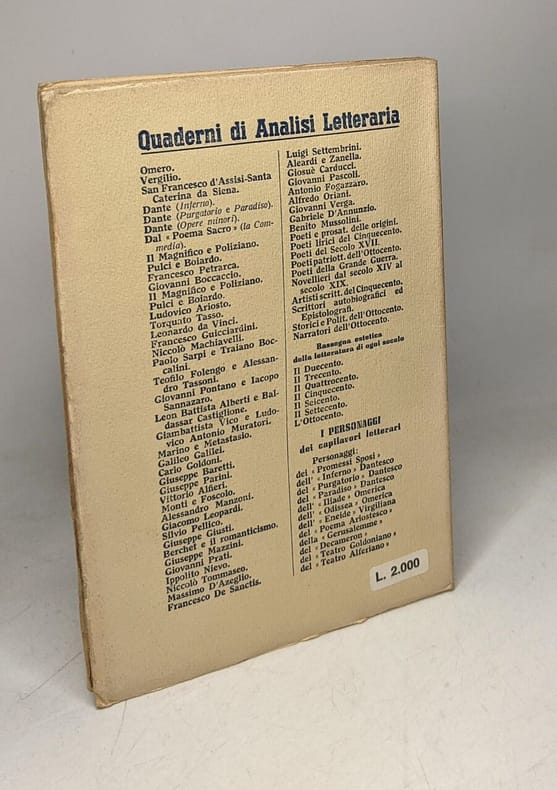 Quaderni di Analisi Letteraria
Omero.
Vergilio.
San Francesco d'Assisi-Santa
Caterina da Siena.
Dante (Inferno).
Dante (Purgatorio e Paradiso).
Dante (Opere minori).
Dal « Poema Sacro » (la Com-
media).
Il Magnifico e Poliziano.
Pulci e Boiardo.
Francesco Petrarca.
Giovanni Boccaccio.
Il Magnifico e Poliziano.
Pulci e Boiardo.
Ludovico Ariosto.
Torquato Tasso.
Leonardo da Vinci.
Francesco Guicciardini.
Niccolò Machiavelli.
Paolo Sarpi e Traiano Boc-
calini.
Teofilo Folengo e Alessan-
dro Tassoni.
Giovanni Pontano e Iacopo
Sannazaro.
Leon Battista Alberti e Bal-
dassar Castiglione.
Giambattista Vico e Ludo-
vico Antonio Muratori.
Marino e Metastasio.
Galileo Galilei.
Carlo Goldoni.
Giuseppe Baretti.
Giuseppe Parini.
Vittorio Alfieri.
Monti e Foscolo.
Alessandro Manzoni.
Giacomo Leopardi.
Silvio Pellico.
Giuseppe Giusti.
Berchet e il romanticismo.
Giuseppe Mazzini.
Giovanni Prati.
Ippolito Nievo.
Niccolò Tommaseo.
Massimo D'Azeglio.
Francesco De Sanctis.
Luigi Settembrini.
Aleardi e Zanella.
Giosuè Carducci.
Giovanni Pascoli.
Antonio Fogazzaro.
Alfredo Oriani.
Giovanni Verga.
Gabriele D'Annunzio.
Benito Mussolini.
Poeti e prosat. delle origini.
Poeti lirici del Cinquecento.
Poeti del Secolo XVII.
Poeti patriott. dell'Ottocento.
Poeti della Grande Guerra.
Novellieri dal secolo XIV al
secolo XIX.
Artisti scritt. del Cinquecento.
Scrittori autobiografici ed
Epistolografi.
Storici e Polit. dell'Ottocento.
Narratori dell'Ottocento.
Rassegna estetica
della letteratura di ogni secolo
Il Duecento.
Il Trecento.
Il Quattrocento.
Il Cinquecento.
Il Seicento.
Il Settecento.
L'Ottocento.
I PERSONAGGI
dei capilavori letterari
Personaggi:
dei « Promessi Sposi »
dell' « Inferno » Dantesco
del « Purgatorio » Dantesco
del « Paradiso » Dantesco
dell' « Iliade » Omerica
dell' « Odissea » Omerica
dell' « Eneide » Virgiliana
del « Poema Ariostesco »
della « Gerusalemme »
del « Decameron »
del « Teatro Goldoniano »
del « Teatro Alferiano »
L. 2.000